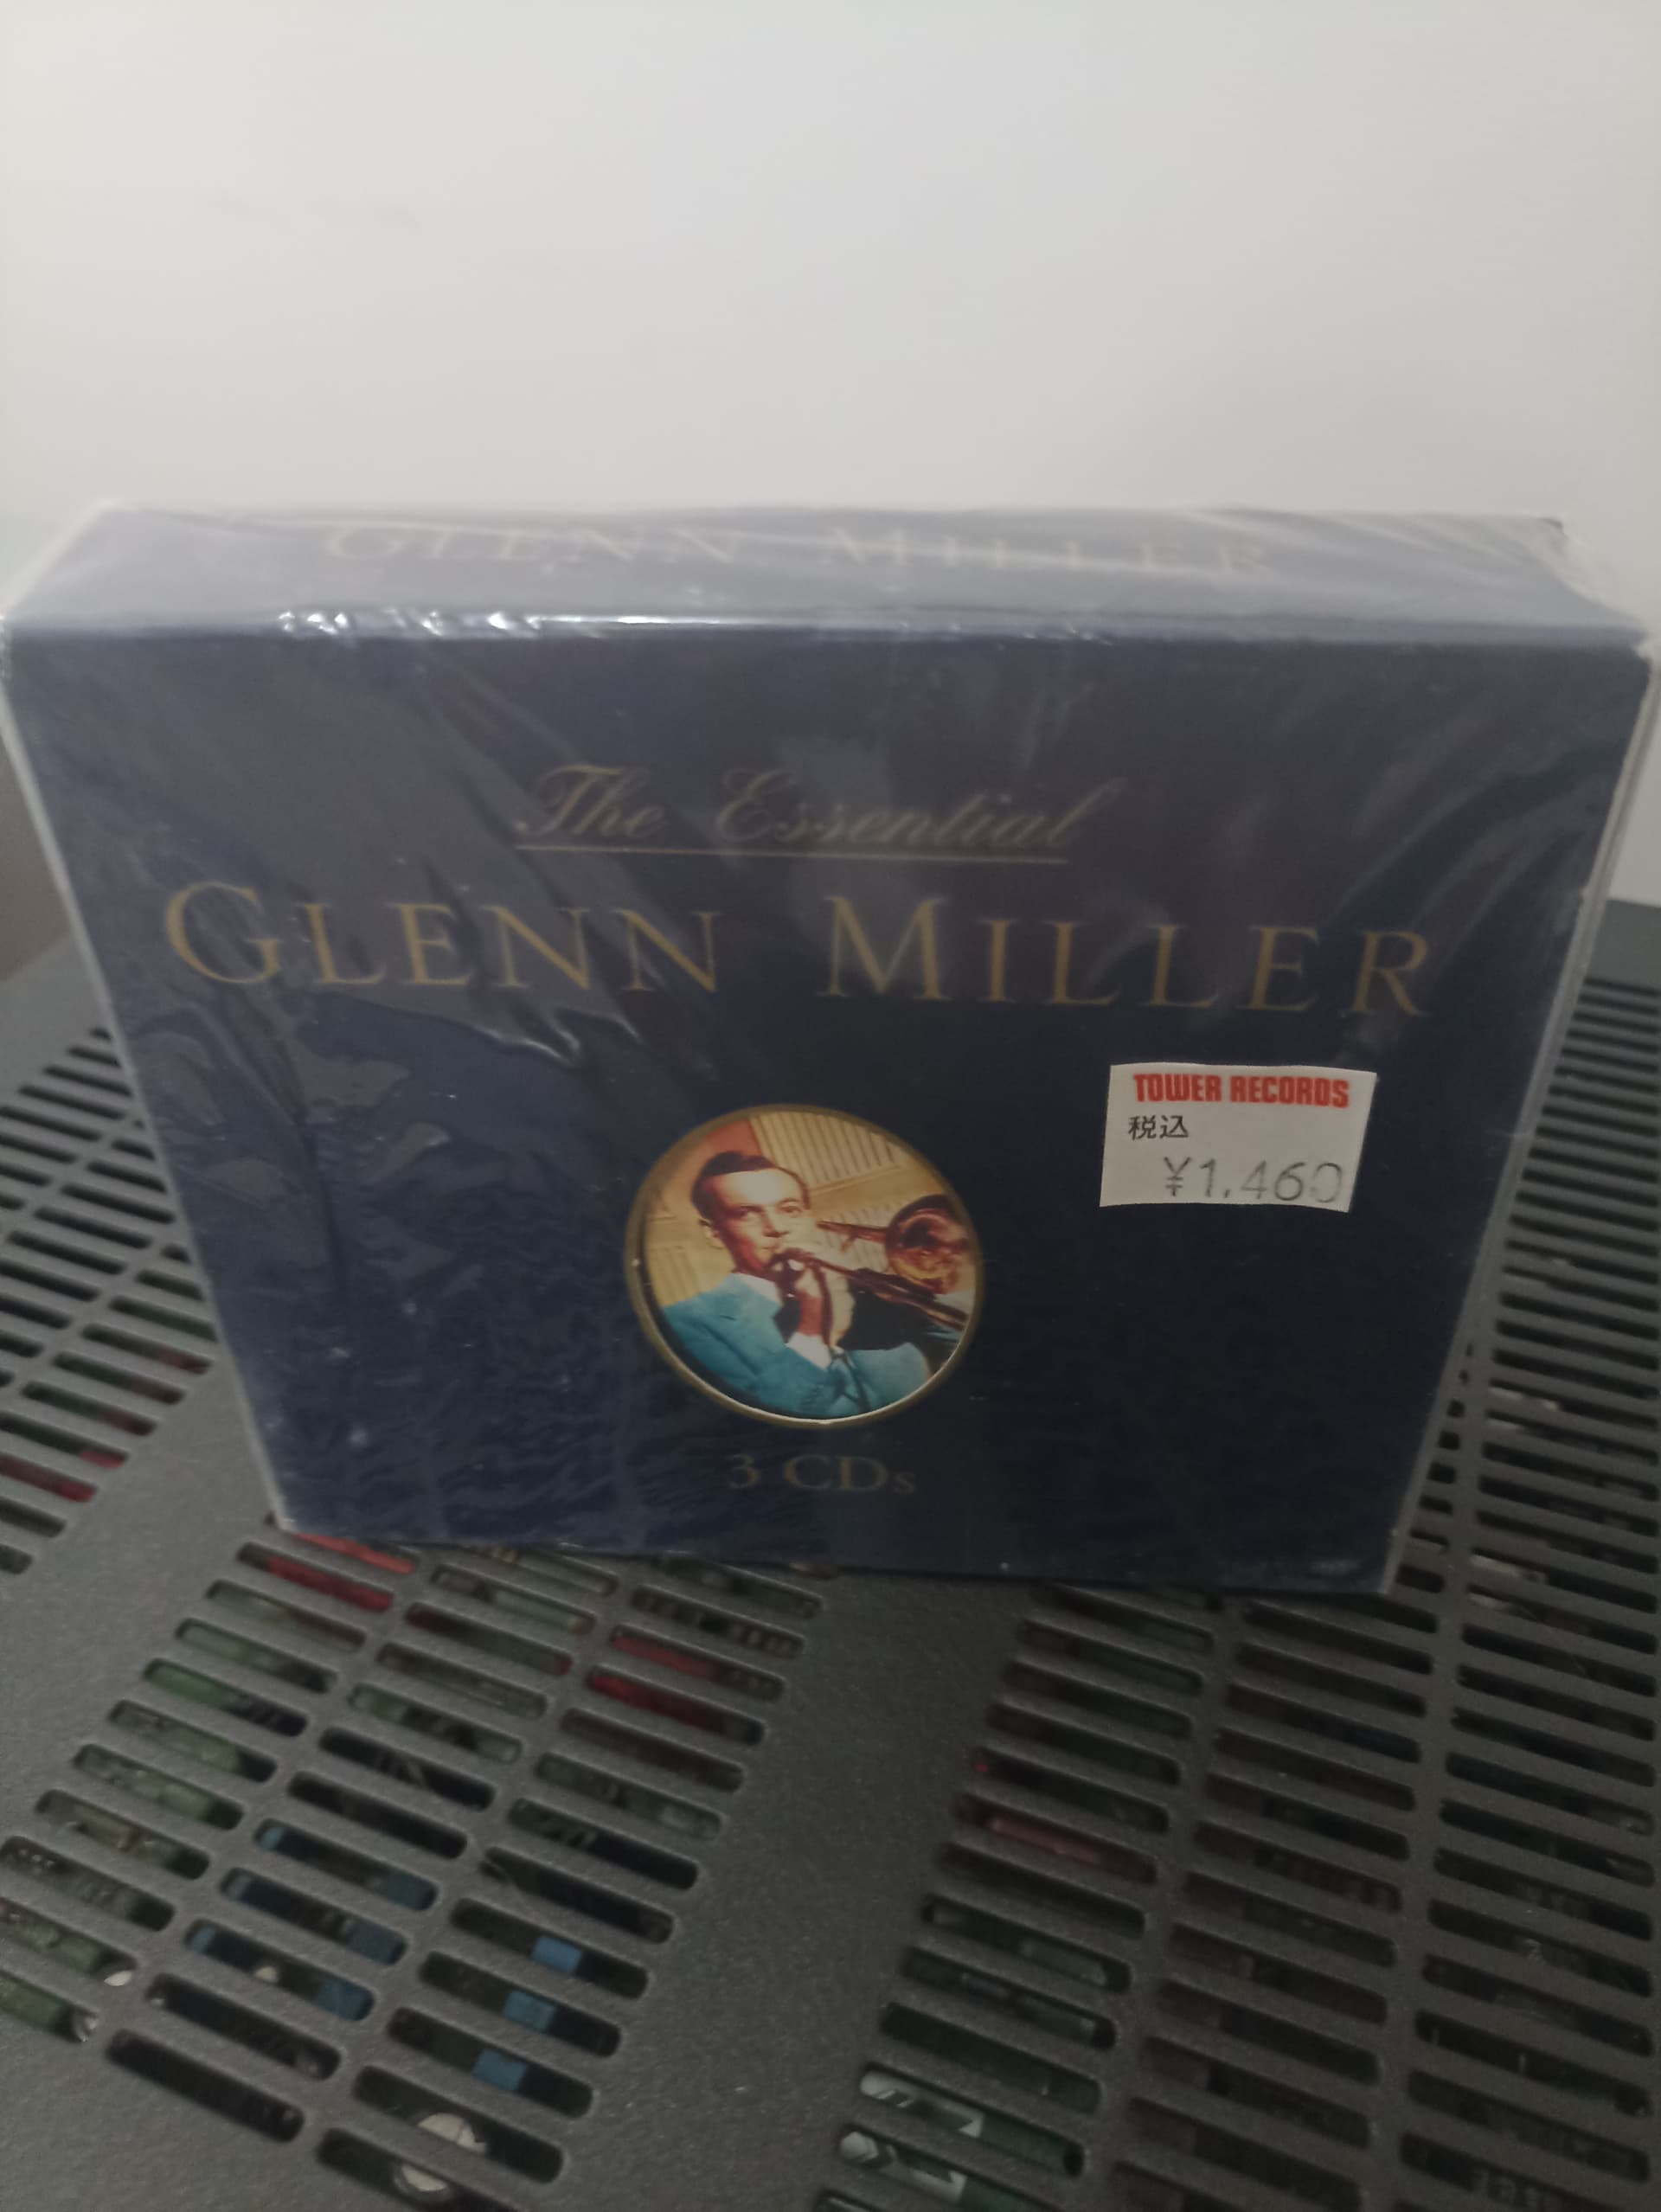 GLENN MILLER
The Essential
GLENN MILLER
TOWER RECORDS
税込
¥1,460
3 CDs